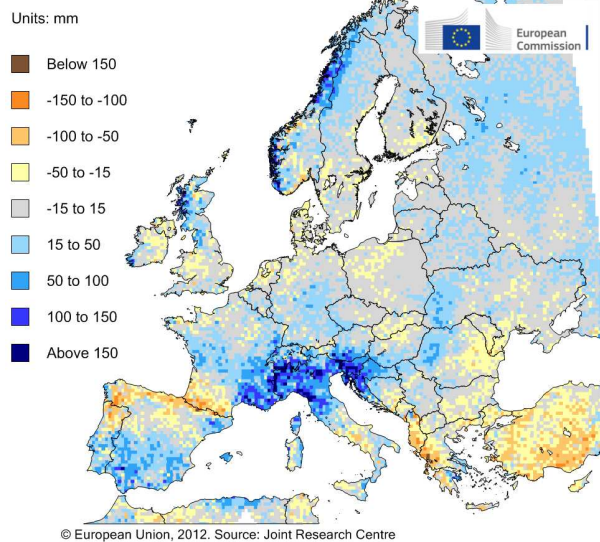 Units: mm
European
Commission
Below 150
-150 to -100
-100 to -50
-50 to -15
-15 to 15
15 to 50
50 to 100
100 to 150
Above 150
© European Union, 2012. Source: Joint Research Centre